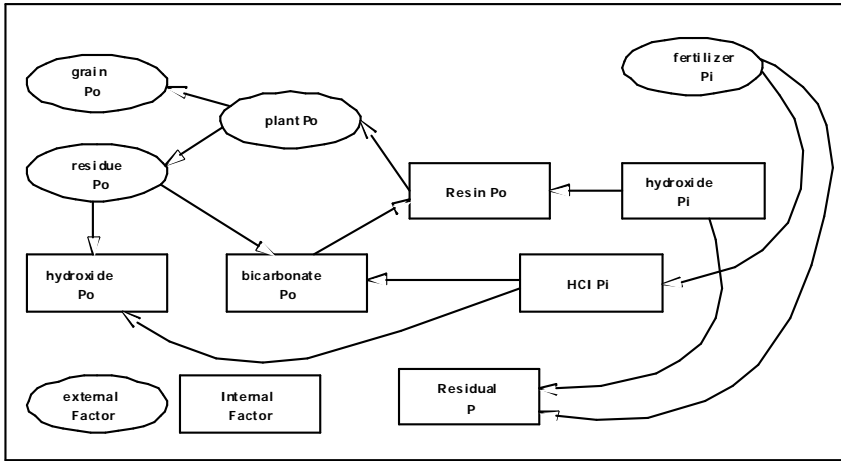 grain
Po
fertilizer
Pi
plant Po
residue
Po
Resin Po
hydroxide
Pi
hydroxide
Po
bicarbonate
Po
HCl Pi
external
Factor
Internal
Factor
Residual
P